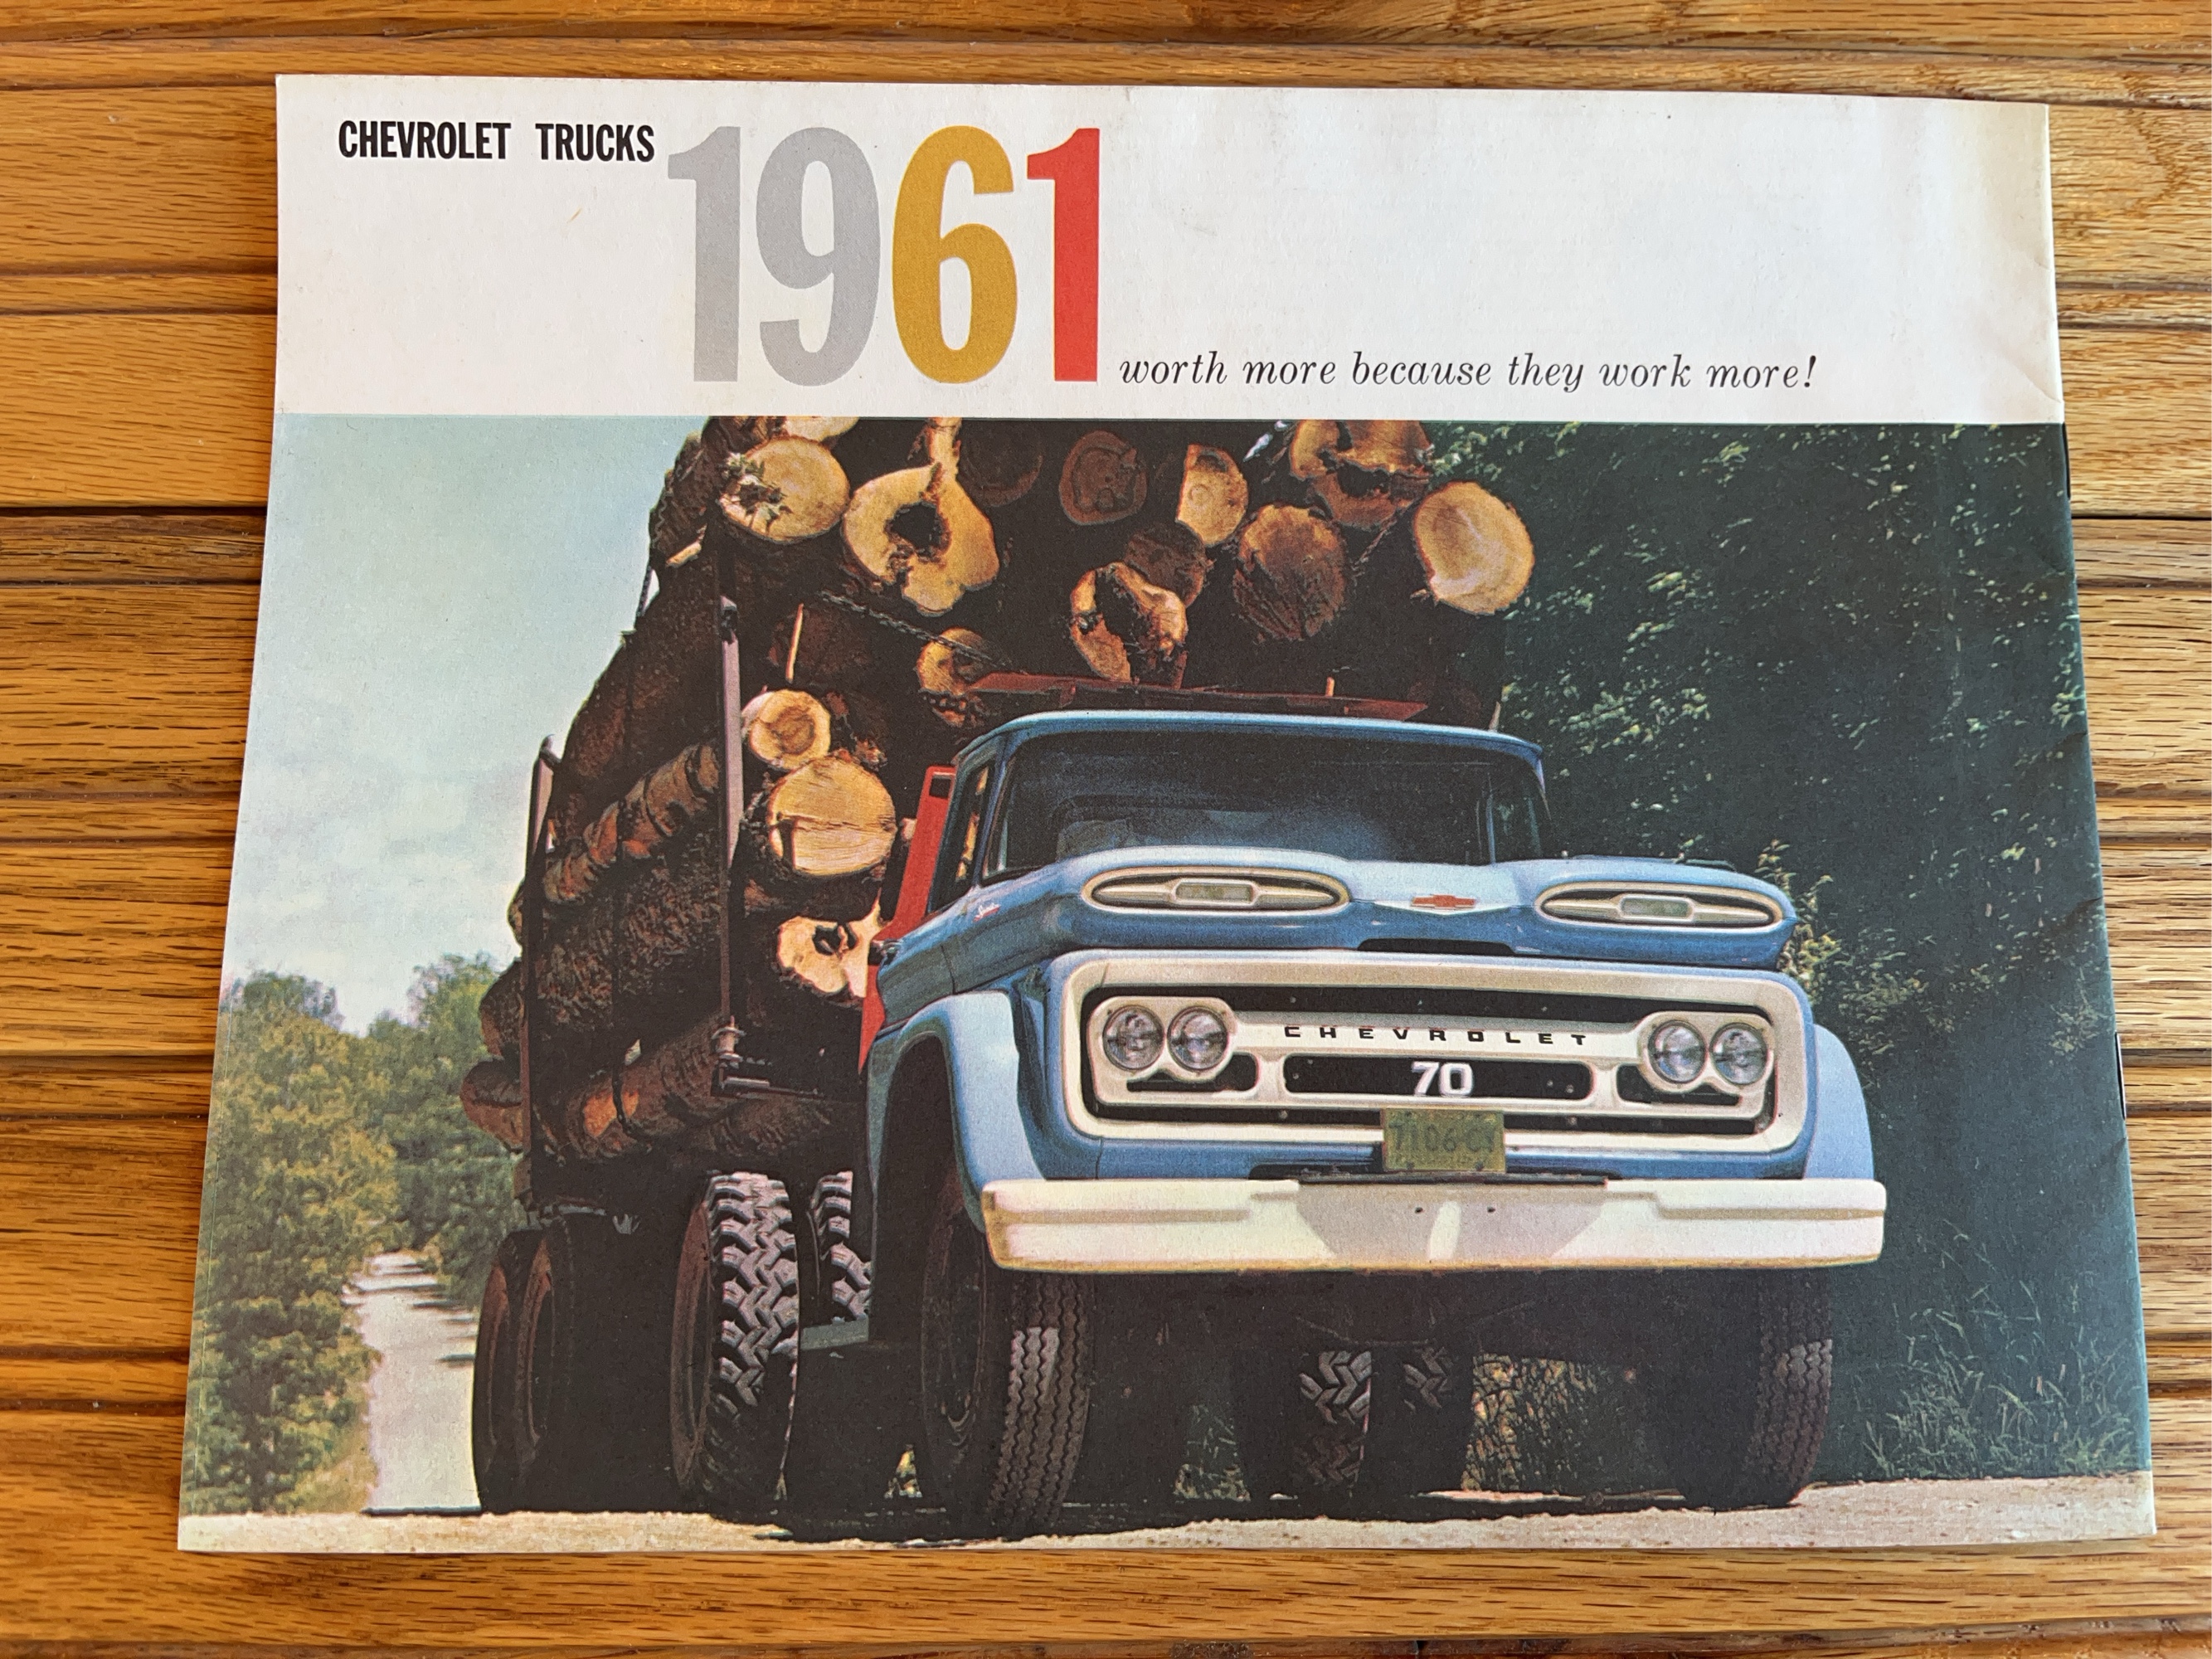 CHEVROLET TRUCKS
1961
worth more because they work more!
CHEVROLET
70